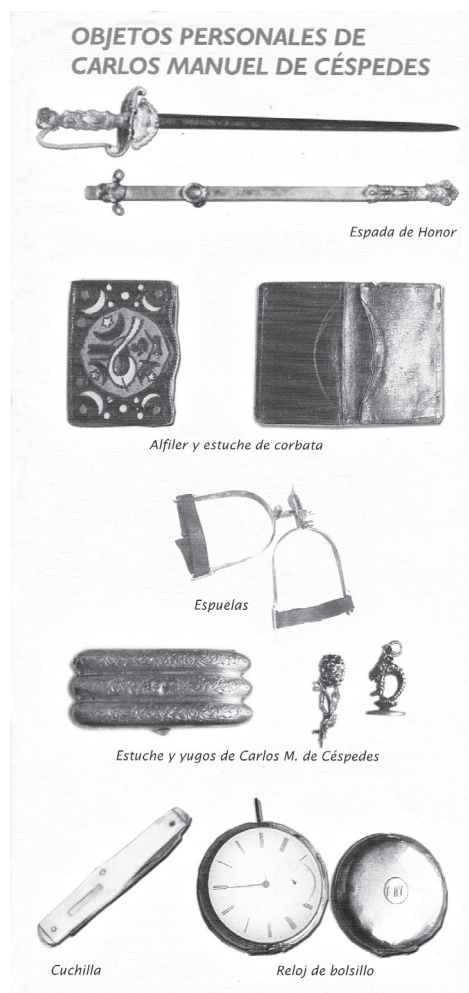 OBJETOS PERSONALES DE
CARLOS MANUEL DE CÉSPEDES
Espada de Honor
Alfiler y estuche de corbata
Espuelas
Estuche y yugos de Carlos M. de Céspedes
Cuchilla
Reloj de bolsillo